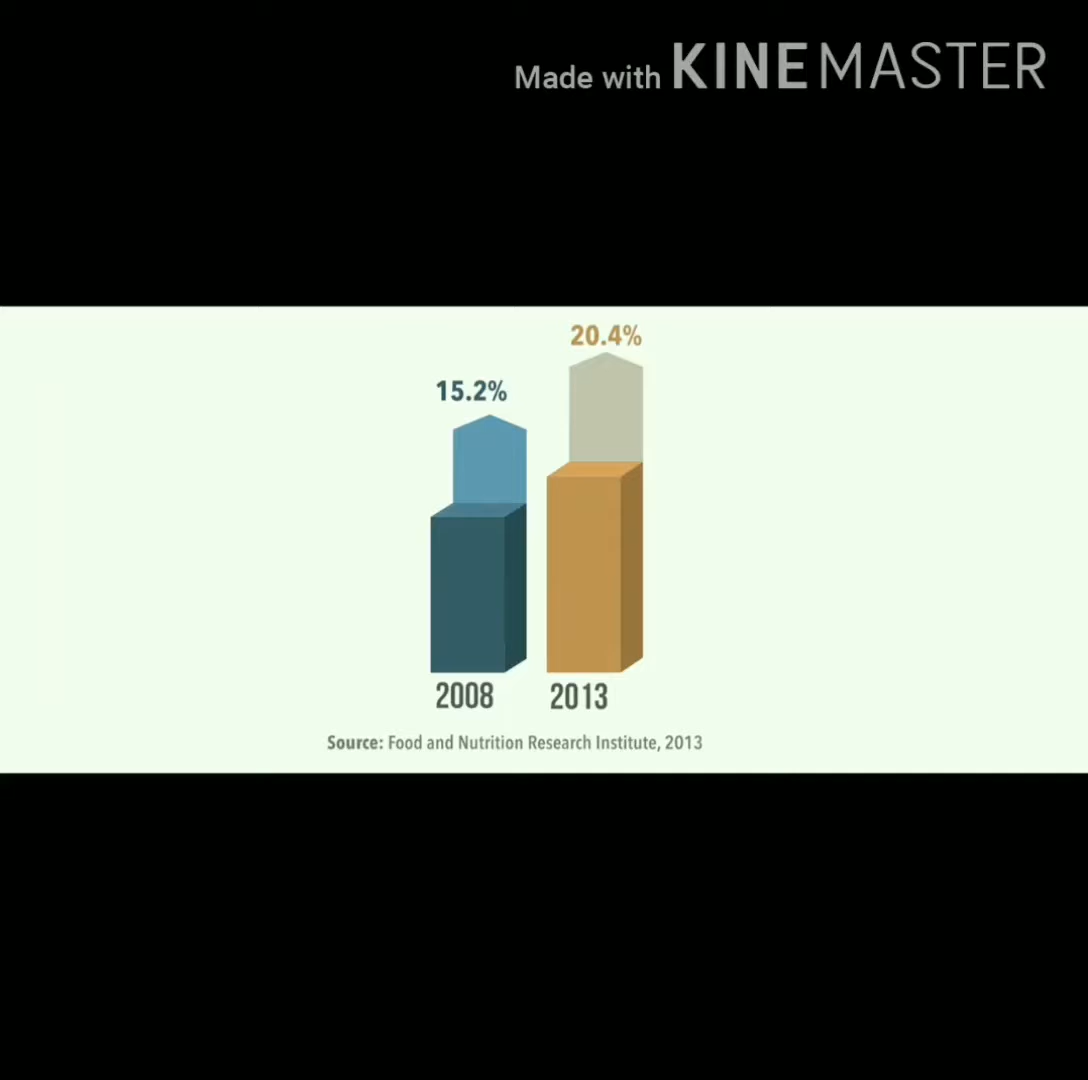 Made with KINEMASTER
20.4%
15.2%
2008 2013
Source: Food and Nutrition Research Institute, 2013